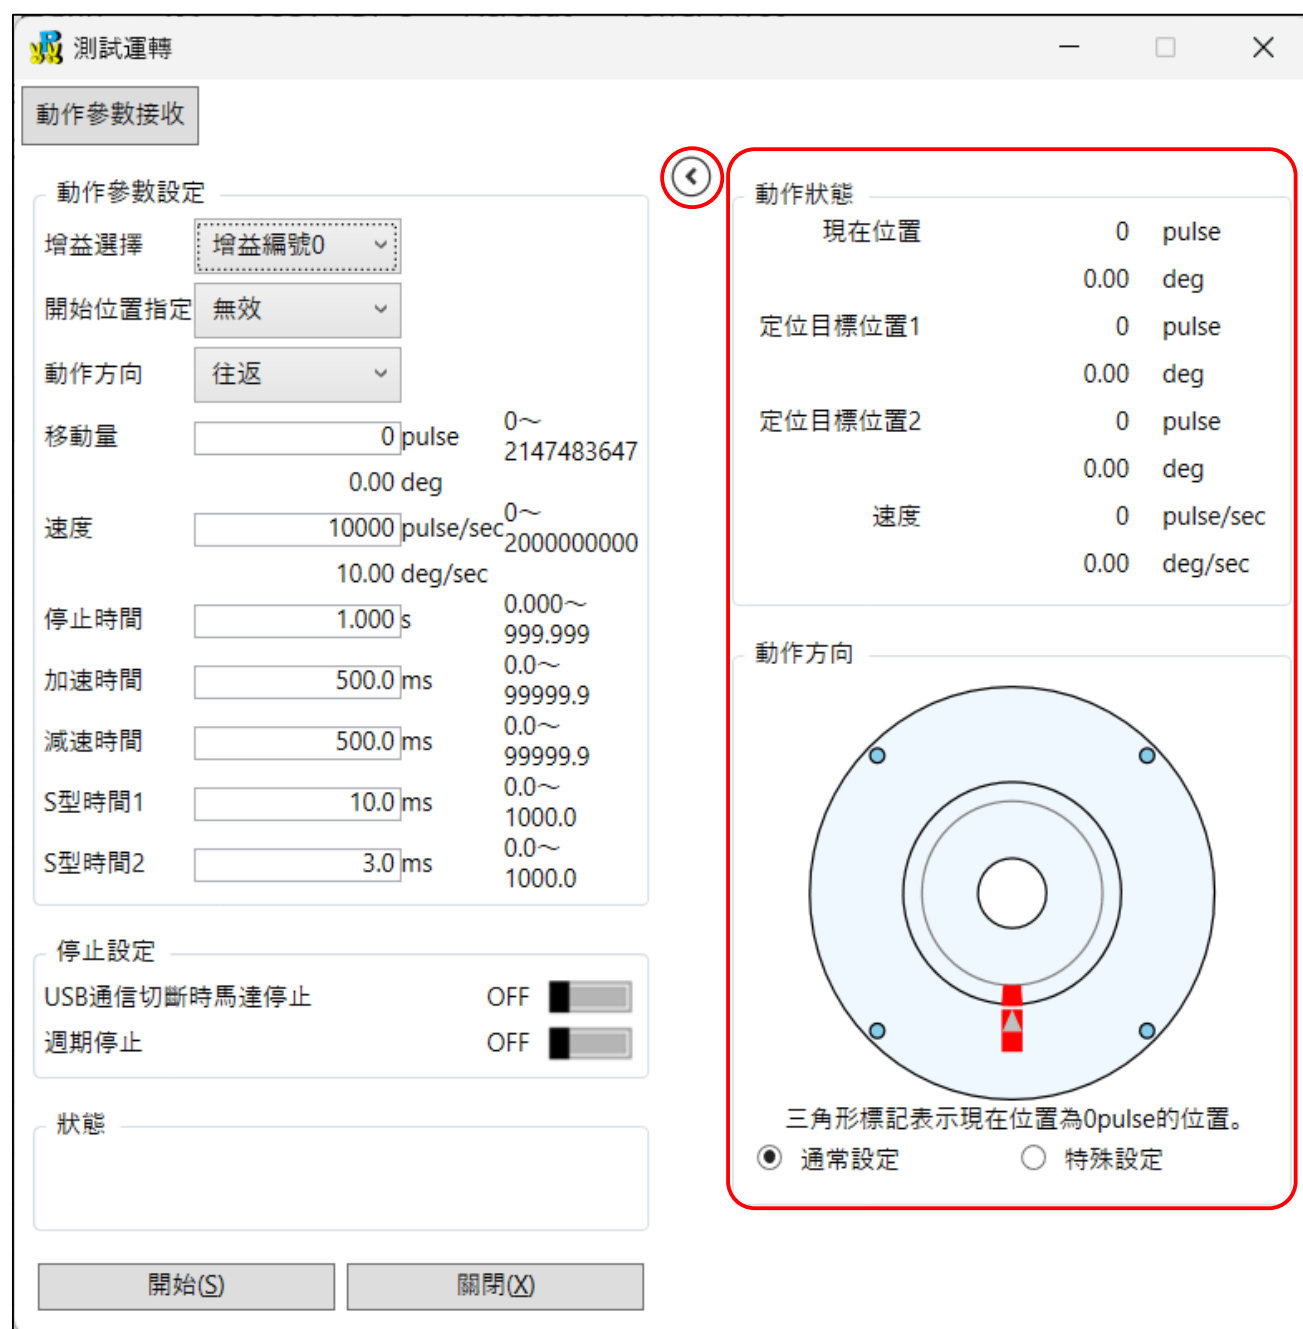 測試運轉
動作參數接收
動作參數設定
增益選擇 增益編號0
開始位置指定 無效
動作方向 往返
移動量 0 pulse 0～2147483647
0.00 deg
速度 10000 pulse/sec 0～2000000000
10.00 deg/sec
停止時間 1.000 s 0.000～999.999
加速時間 500.0 ms 0.0～99999.9
減速時間 500.0 ms 0.0～99999.9
S型時間1 10.0 ms 0.0～1000.0
S型時間2 3.0 ms 0.0～1000.0
停止設定
USB通信切斷時馬達停止 OFF
週期停止 OFF
狀態
開始(S) 關閉(X)
動作狀態
現在位置 0 pulse
0.00 deg
定位目標位置1 0 pulse
0.00 deg
定位目標位置2 0 pulse
0.00 deg
速度 0 pulse/sec
0.00 deg/sec
動作方向
三角形標記表示現在位置為0pulse的位置。
通常設定 特殊設定